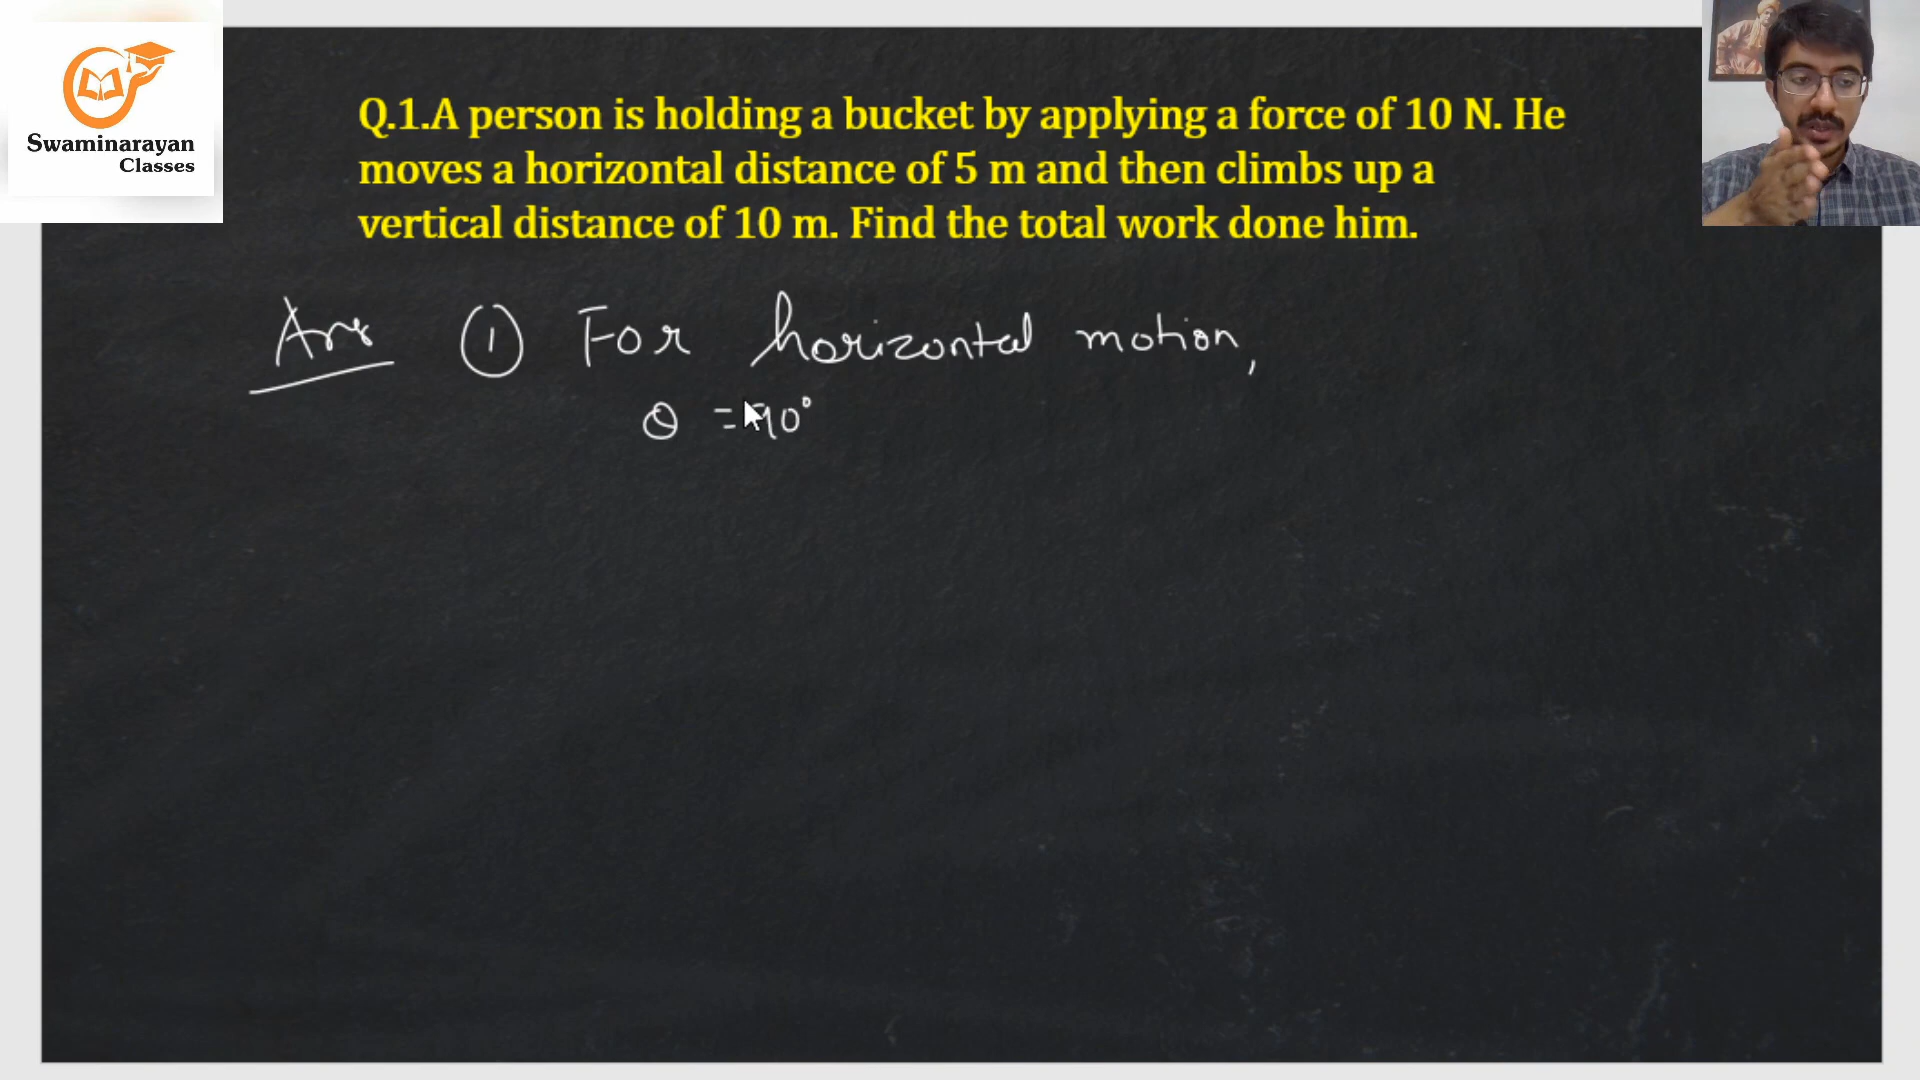 Swaminarayan
Classes
Q.1.A person is holding a bucket by applying a force of 10 N. He
moves a horizontal distance of 5 m and then climbs up a
vertical distance of 10 m. Find the total work done him.
Ans ① For horizontal motion,
θ = 90°